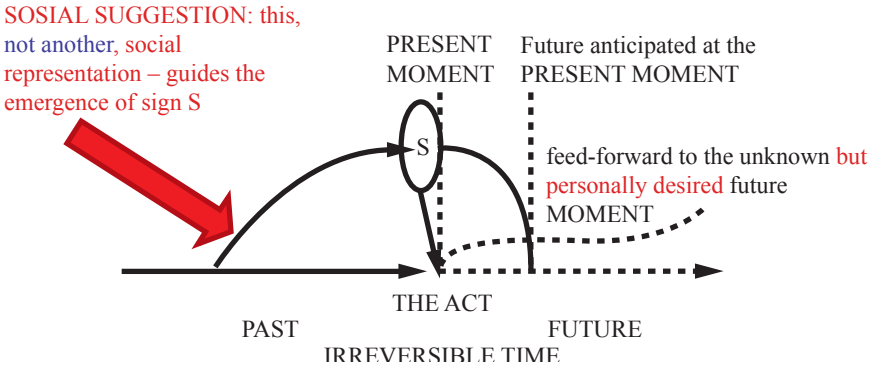 SOSIAL SUGGESTION: this,
not another, social
representation – guides the
emergence of sign S
PRESENT
MOMENT
Future anticipated at the
PRESENT MOMENT
S
feed-forward to the unknown but
personally desired future
MOMENT
THE ACT
PAST
FUTURE
IRREVERSIBLE TIME